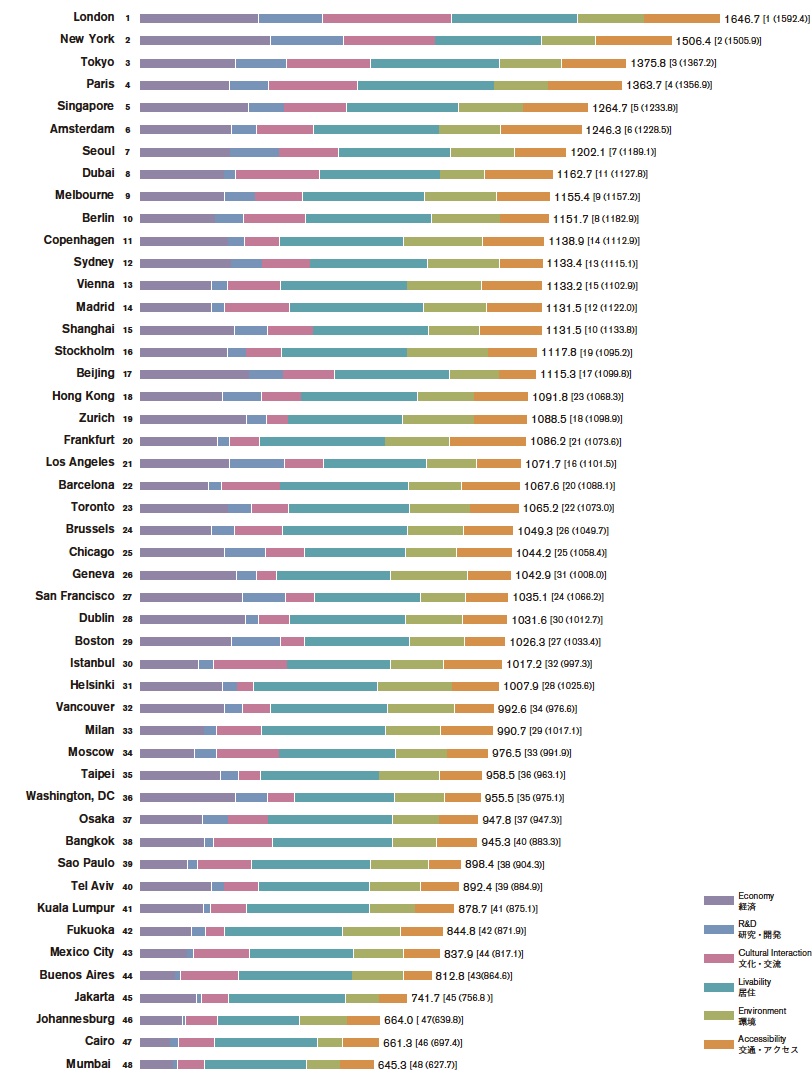 London 1 1646.7 [1 (1592.4)]
New York 2 1506.4 [2 (1505.9)]
Tokyo 3 1375.8 [3 (1367.2)]
Paris 4 1363.7 [4 (1356.9)]
Singapore 5 1264.7 [5 (1233.8)]
Amsterdam 6 1246.3 [6 (1228.5)]
Seoul 7 1202.1 [7 (1189.1)]
Dubai 8 1162.7 [11 (1127.8)]
Melbourne 9 1155.4 [9 (1157.2)]
Berlin 10 1151.7 [8 (1182.9)]
Copenhagen 11 1138.9 [14 (1112.9)]
Sydney 12 1133.4 [13 (1115.1)]
Vienna 13 1133.2 [15 (1102.9)]
Madrid 14 1131.5 [12 (1122.0)]
Shanghai 15 1131.5 [10 (1133.8)]
Stockholm 16 1117.8 [19 (1095.2)]
Beijing 17 1115.3 [17 (1099.8)]
Hong Kong 18 1091.8 [23 (1068.3)]
Zurich 19 1088.5 [18 (1098.9)]
Frankfurt 20 1086.2 [21 (1073.6)]
Los Angeles 21 1071.7 [16 (1101.5)]
Barcelona 22 1067.6 [20 (1088.1)]
Toronto 23 1065.2 [22 (1073.0)]
Brussels 24 1049.3 [26 (1049.7)]
Chicago 25 1044.2 [25 (1058.4)]
Geneva 26 1042.9 [31 (1008.0)]
San Francisco 27 1035.1 [24 (1066.2)]
Dublin 28 1031.6 [30 (1012.7)]
Boston 29 1026.3 [27 (1033.4)]
Istanbul 30 1017.2 [32 (997.3)]
Helsinki 31 1007.9 [28 (1025.6)]
Vancouver 32 992.6 [34 (976.6)]
Milan 33 990.7 [29 (1017.1)]
Moscow 34 976.5 [33 (991.9)]
Taipei 35 958.5 [36 (963.1)]
Washington, DC 36 955.5 [35 (975.1)]
Osaka 37 947.8 [37 (947.3)]
Bangkok 38 945.3 [40 (883.3)]
Sao Paulo 39 898.4 [38 (904.3)]
Tel Aviv 40 892.4 [39 (884.9)]
Kuala Lumpur 41 878.7 [41 (875.1)]
Fukuoka 42 844.8 [42 (871.9)]
Mexico City 43 837.9 [44 (817.1)]
Buenos Aires 44 812.8 [43(864.6)]
Jakarta 45 741.7 [45 (756.8 )]
Johannesburg 46 664.0 [ 47(639.8)]
Cairo 47 661.3 [46 (697.4)]
Mumbai 48 645.3 [48 (627.7)]
Economy
経済
R&D
研究・開発
Cultural Interaction
文化・交流
Livability
居住
Environment
環境
Accessibility
交通・アクセス